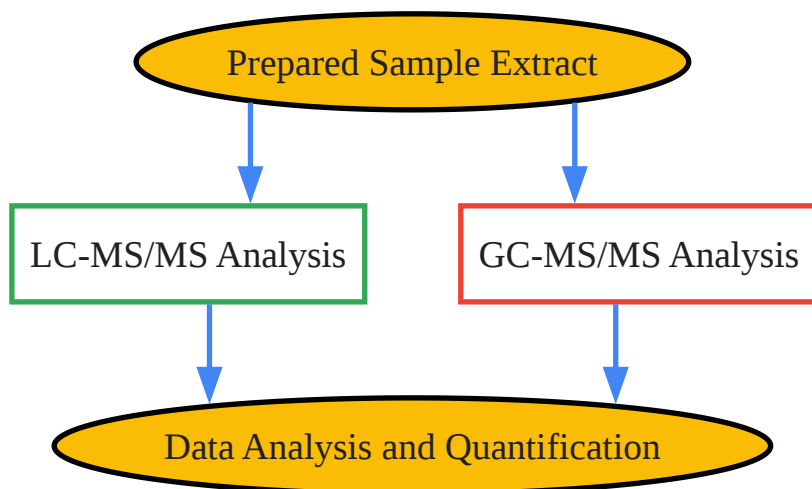 Prepared Sample Extract
LC-MS/MS Analysis
GC-MS/MS Analysis
Data Analysis and Quantification